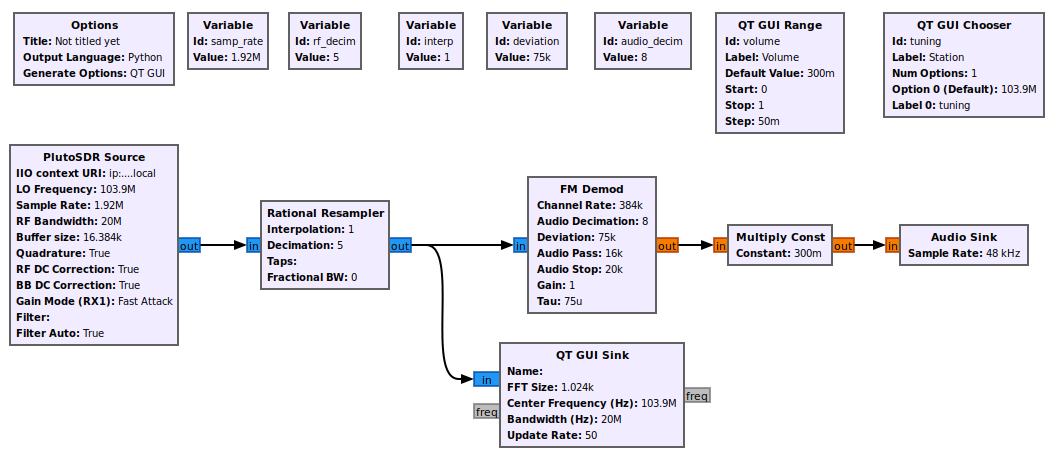 Options
Title: Not titled yet
Output Language: Python
Generate Options: QT GUI
Variable
Id: samp_rate
Value: 1.92M
Variable
Id: rf_decim
Value: 5
Variable
Id: interp
Value: 1
Variable
Id: deviation
Value: 75k
Variable
Id: audio_decim
Value: 8
QT GUI Range
Id: volume
Label: Volume
Default Value: 300m
Start: 0
Stop: 1
Step: 50m
QT GUI Chooser
Id: tuning
Label: Station
Num Options: 1
Option 0 (Default): 103.9M
Label 0: tuning
PlutoSDR Source
IIO context URI: ip:....local
LO Frequency: 103.9M
Sample Rate: 1.92M
RF Bandwidth: 20M
Buffer size: 16.384k
Quadrature: True
RF DC Correction: True
BB DC Correction: True
Gain Mode (RX1): Fast Attack
Filter:
Filter Auto: True
out
in
Rational Resampler
Interpolation: 1
Decimation: 5
Taps:
Fractional BW: 0
out
in
FM Demod
Channel Rate: 384k
Audio Decimation: 8
Deviation: 75k
Audio Pass: 16k
Audio Stop: 20k
Gain: 1
Tau: 75u
out
in
Multiply Const
Constant: 300m
out
in
Audio Sink
Sample Rate: 48 kHz
in
freq
QT GUI Sink
Name:
FFT Size: 1.024k
Center Frequency (Hz): 103.9M
Bandwidth (Hz): 20M
Update Rate: 50
freq